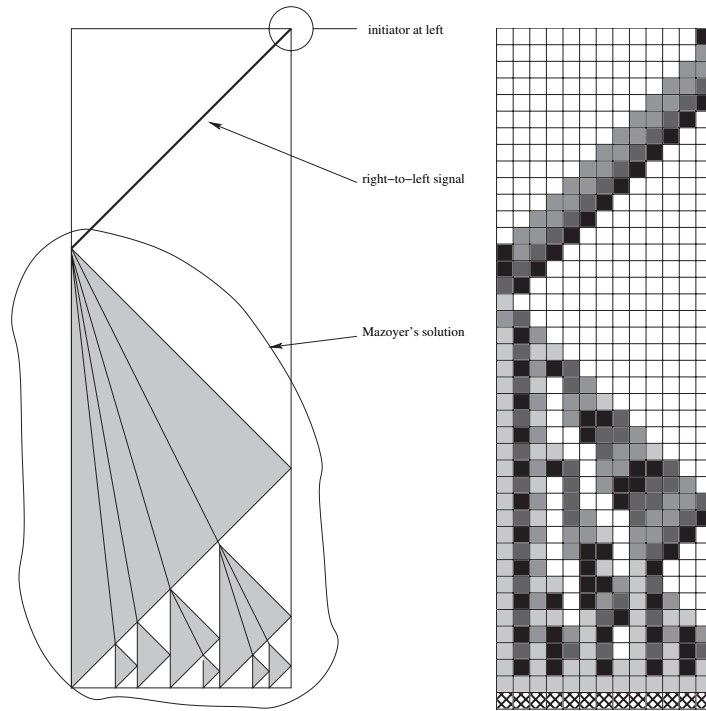 initiator at left
right−to−left signal
Mazoyer's solution